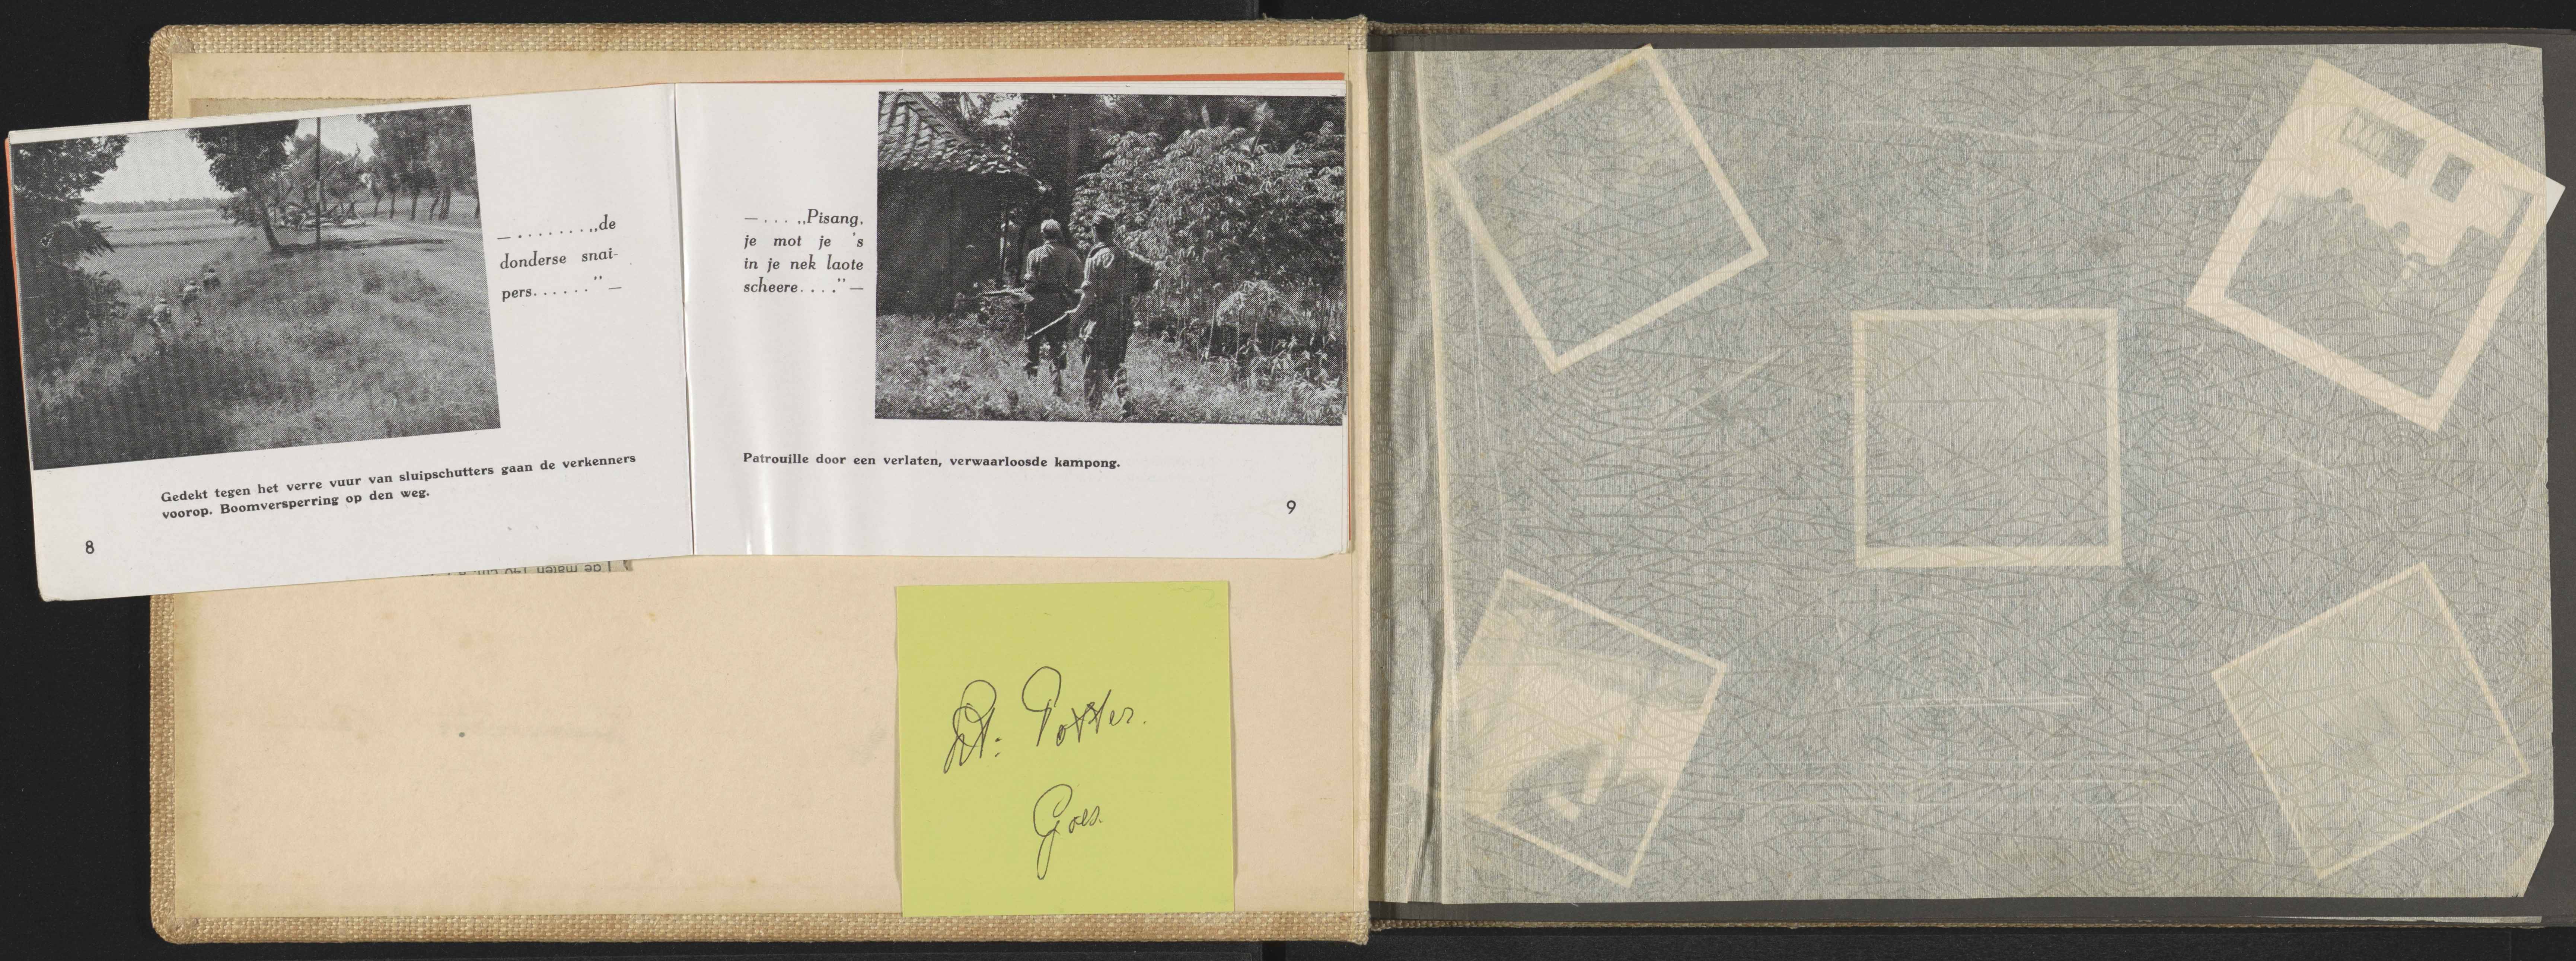 — . . . . . . . „de
donderse snai-
pers. . . . . . ” —
Gedekt tegen het verre vuur van sluipschutters gaan de verkenners
voorop. Boomversperring op den weg.
8
— . . . „Pisang,
je mot je 's
in je nek laote
scheere. . . .” —
Patrouille door een verlaten, verwaarloosde kampong.
9
Goes.